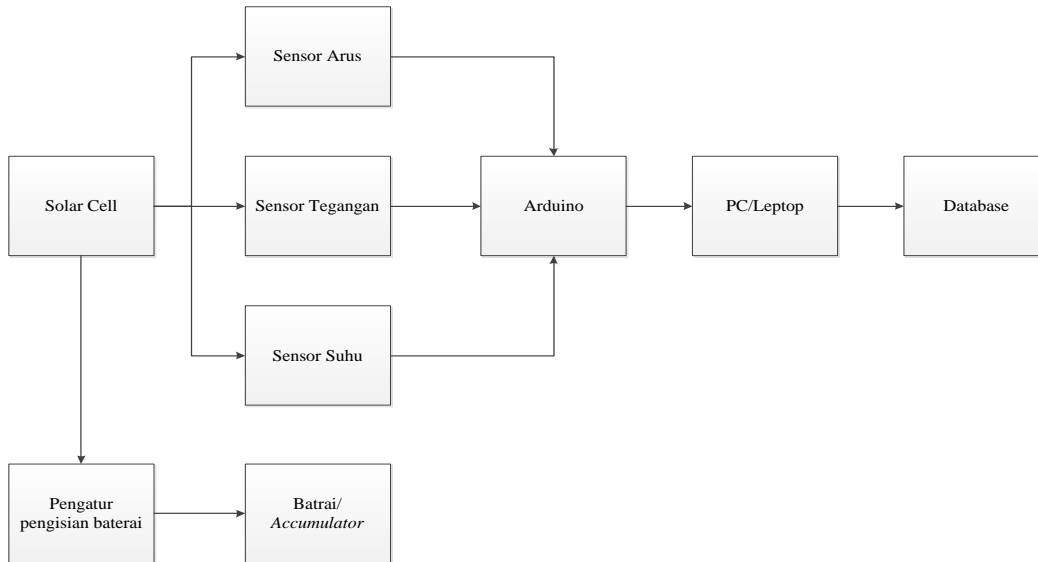 Sensor Arus
Solar Cell
Sensor Tegangan
Arduino
PC/Leptop
Database
Sensor Suhu
Pengatur
pengisian baterai
Batrai/
Accumulator